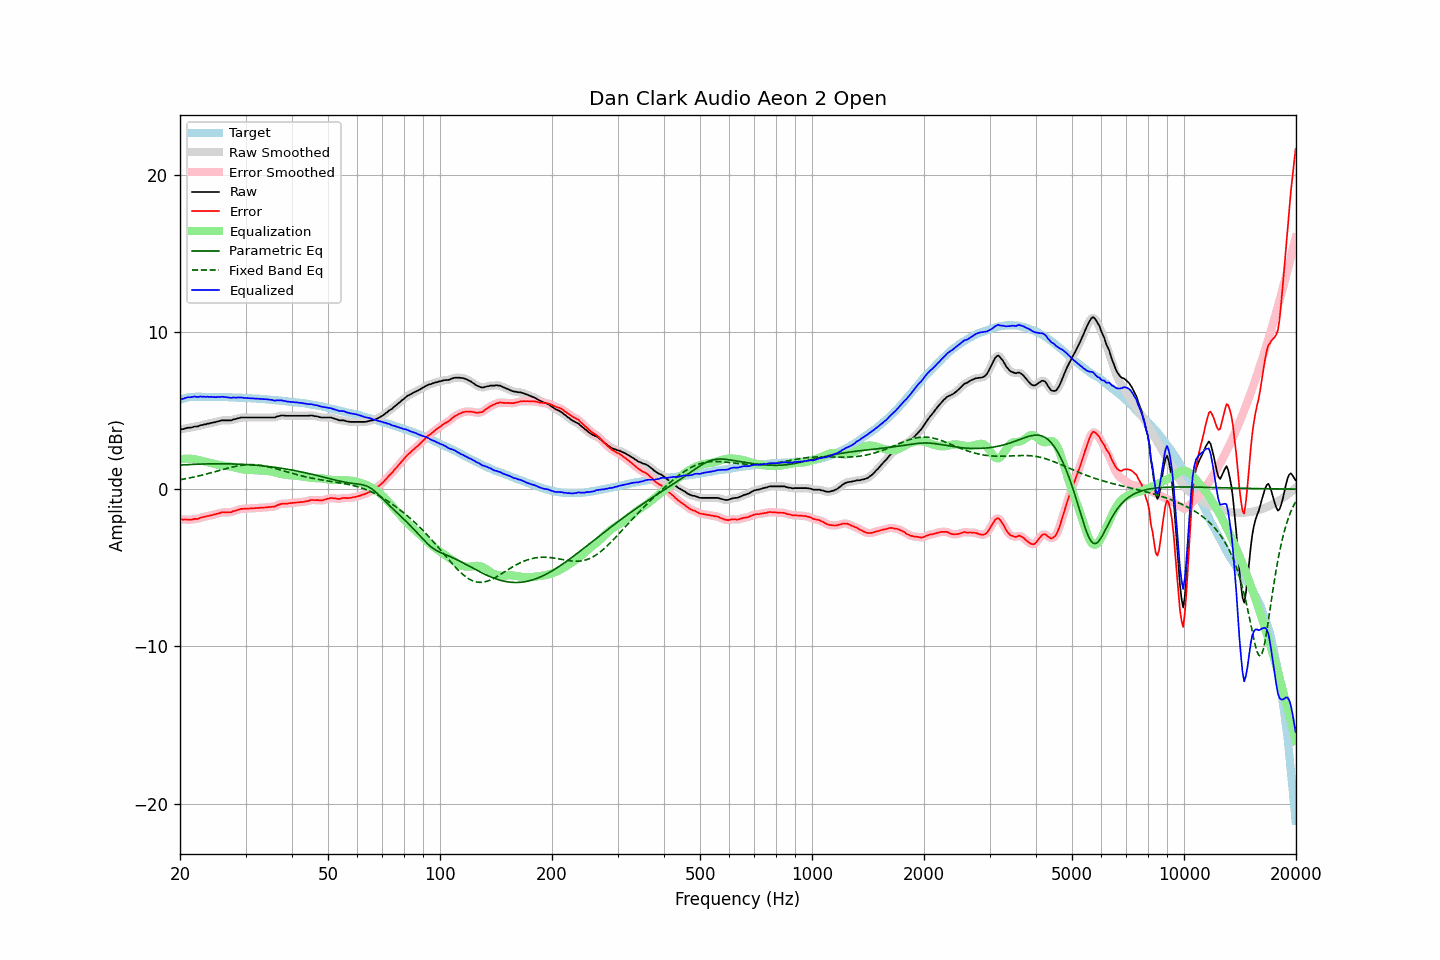 Dan Clark Audio Aeon 2 Open
Target
Raw Smoothed
Error Smoothed
Raw
Error
Equalization
Parametric Eq
Fixed Band Eq
Equalized
Amplitude (dBr)
20
10
0
−10
−20
20 50 100 200 500 1000 2000 5000 10000 20000
Frequency (Hz)